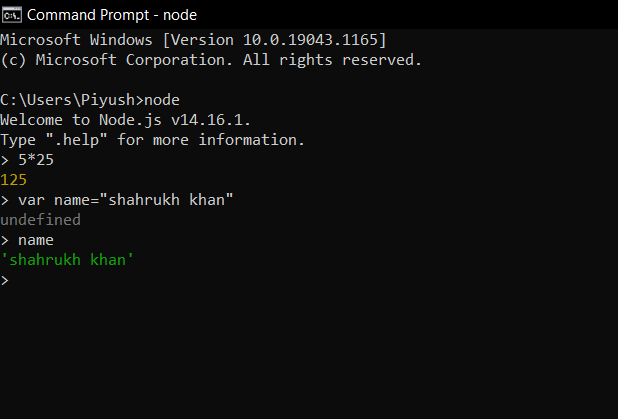 Command Prompt - node
Microsoft Windows [Version 10.0.19043.1165]
(c) Microsoft Corporation. All rights reserved.
C:\Users\Piyush>node
Welcome to Node.js v14.16.1.
Type ".help" for more information.
> 5*25
125
> var name="shahrukh khan"
undefined
> name
'shahrukh khan'
>